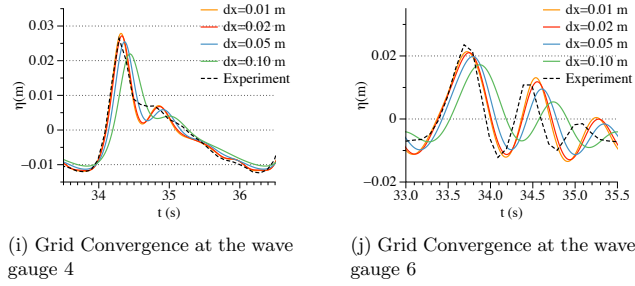 dx=0.01 m
dx=0.02 m
dx=0.05 m
dx=0.10 m
Experiment
0.03
0.02
0.01
0
−0.01
η(m)
34
35
36
t (s)
(i) Grid Convergence at the wave
gauge 4
dx=0.01 m
dx=0.02 m
dx=0.05 m
dx=0.10 m
Experiment
0.04
0.02
0
−0.02
η(m)
33.0
33.5
34.0
34.5
35.0
35.5
t (s)
(j) Grid Convergence at the wave
gauge 6